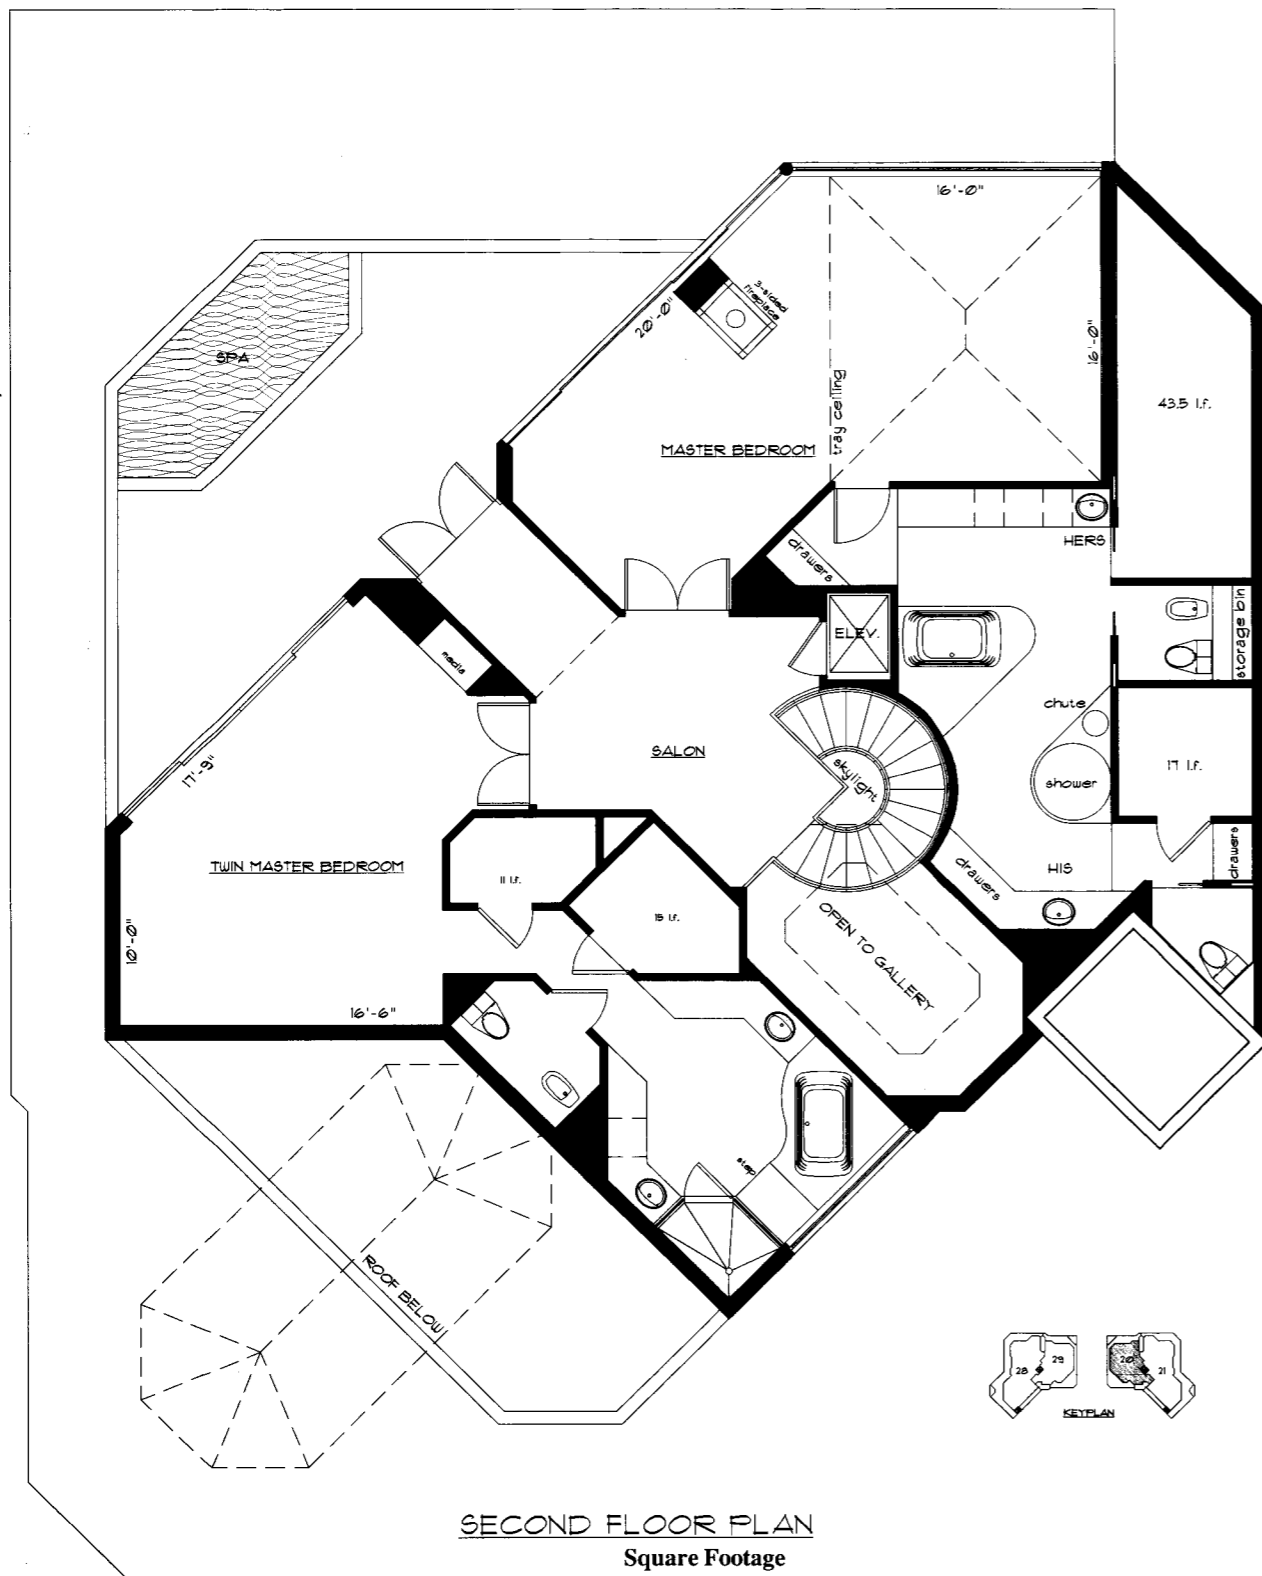 16'-0"
3-sided
fireplace
20'-0"
SPA
16'-0"
tray ceiling
43.5 l.f.
MASTER BEDROOM
HERS
drawers
ELEV.
storage bin
media
chute
SALON
17'-9"
skylight
shower
17 l.f.
TWIN MASTER BEDROOM
11 l.f.
drawers
HIS
drawers
15 l.f.
OPEN TO GALLERY
10'-0"
16'-6"
step
ROOF BELOW
28 29 20 21
KEYPLAN
SECOND FLOOR PLAN
Square Footage